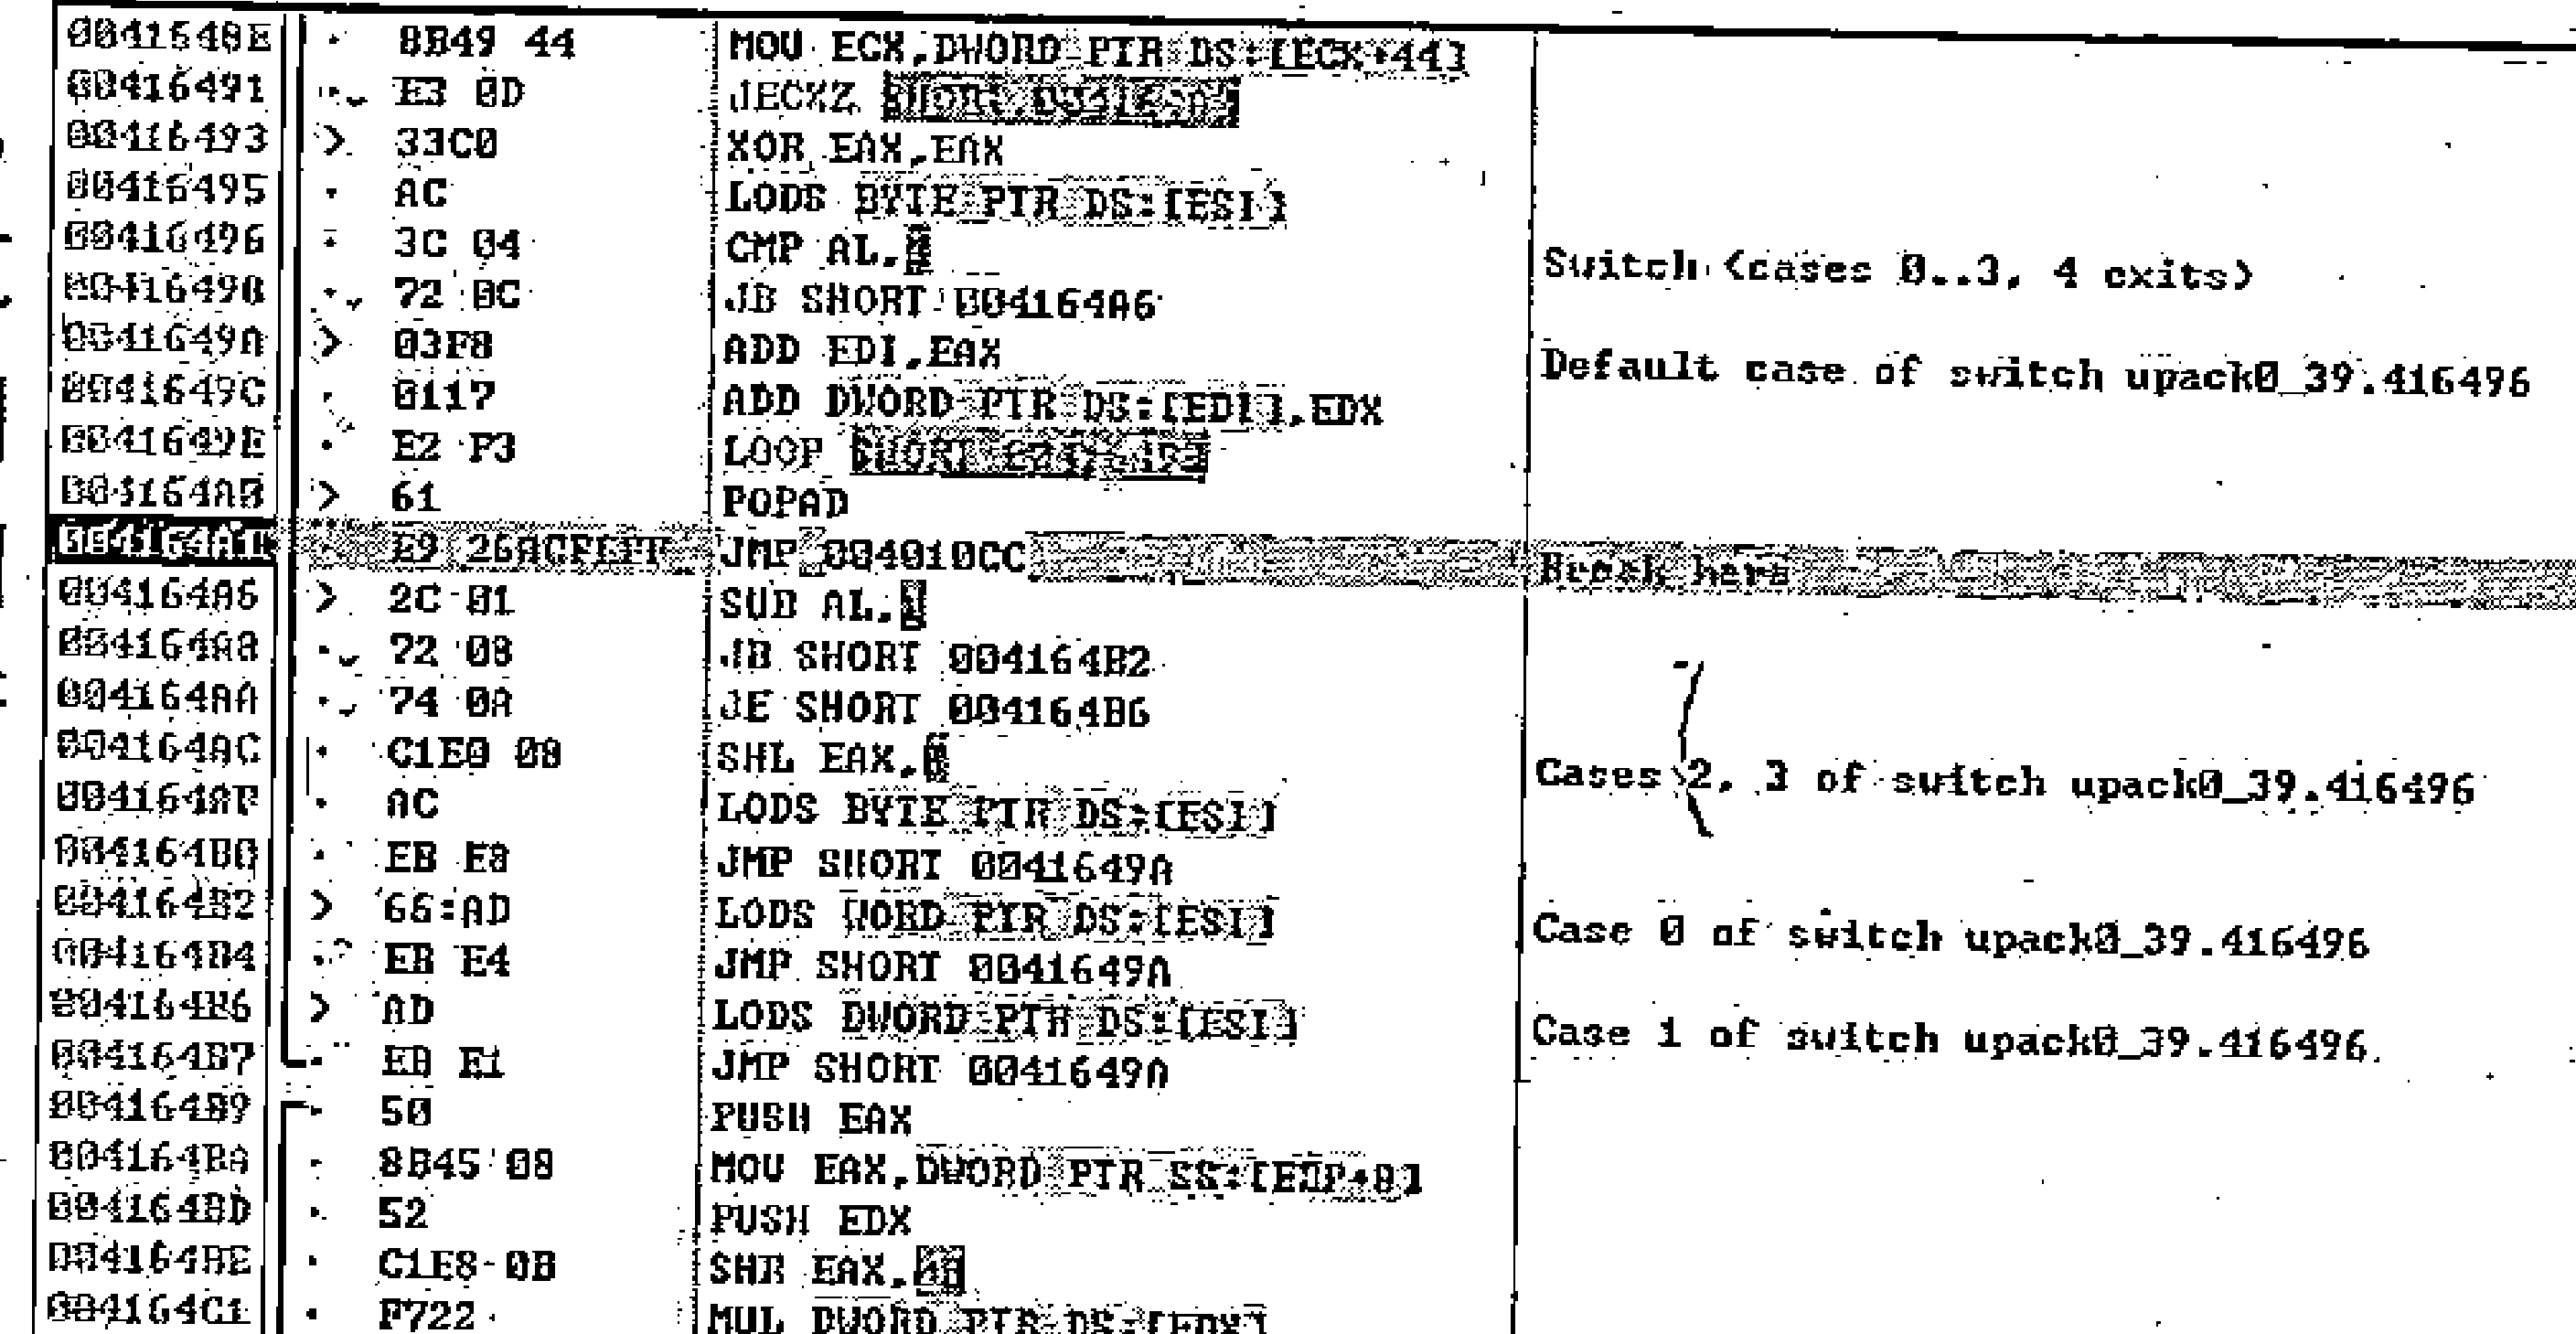 0041648E · 8B49 44 MOV ECX,DWORD PTR DS:[ECX+44]
00416491 · E3 0D JECXZ SHORT
00416493 > 33C0 XOR EAX,EAX
00416495 · AC LODS BYTE PTR DS:[ESI]
00416496 · 3C 04 CMP AL,4 Switch (cases 0..3, 4 exits)
00416498 · 72 0C JB SHORT 004164A6
0041649A > 03F8 ADD EDI,EAX Default case of switch upack0_39.416496
0041649C · 0117 ADD DWORD PTR DS:[EDI],EDX
0041649E · E2 F3 LOOP SHORT
004164A0 > 61 POPAD
004164A1 E9 26ACFEFF JMP 004010CC Break here
004164A6 > 2C 01 SUB AL,1
004164A8 · 72 08 JB SHORT 004164B2
004164AA · 74 0A JE SHORT 004164B6
004164AC · C1E0 08 SHL EAX,8 Cases 2, 3 of switch upack0_39.416496
004164AF · AC LODS BYTE PTR DS:[ESI]
004164B0 · EB E8 JMP SHORT 0041649A
004164B2 > 66:AD LODS WORD PTR DS:[ESI] Case 0 of switch upack0_39.416496
004164B4 · EB E4 JMP SHORT 0041649A
004164B6 > AD LODS DWORD PTR DS:[ESI] Case 1 of switch upack0_39.416496
004164B7 · EB E1 JMP SHORT 0041649A
004164B9 · 50 PUSH EAX
004164BA · 8B45 08 MOV EAX,DWORD PTR SS:[EBP+8]
004164BD · 52 PUSH EDX
004164BE · C1E8 0B SHR EAX,0B
004164C1 · F722 MUL DWORD PTR DS:[EDX]